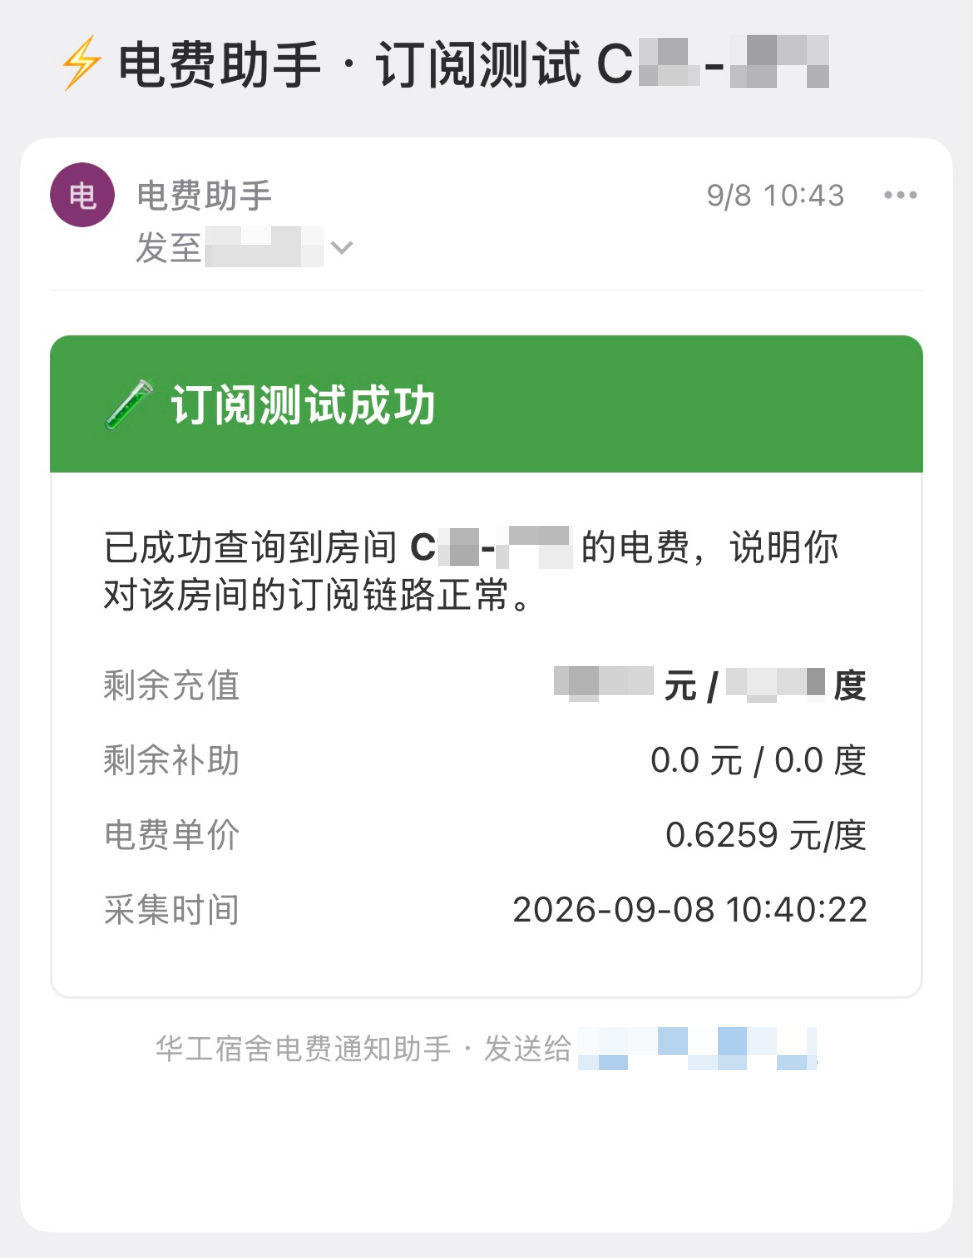 ⚡电费助手 · 订阅测试 C -
电
电费助手
9/8 10:43
发至
订阅测试成功
已成功查询到房间 C - 的电费，说明你
对该房间的订阅链路正常。
剩余充值 元 / 度
剩余补助 0.0 元 / 0.0 度
电费单价 0.6259 元/度
采集时间 2026-09-08 10:40:22
华工宿舍电费通知助手 · 发送给